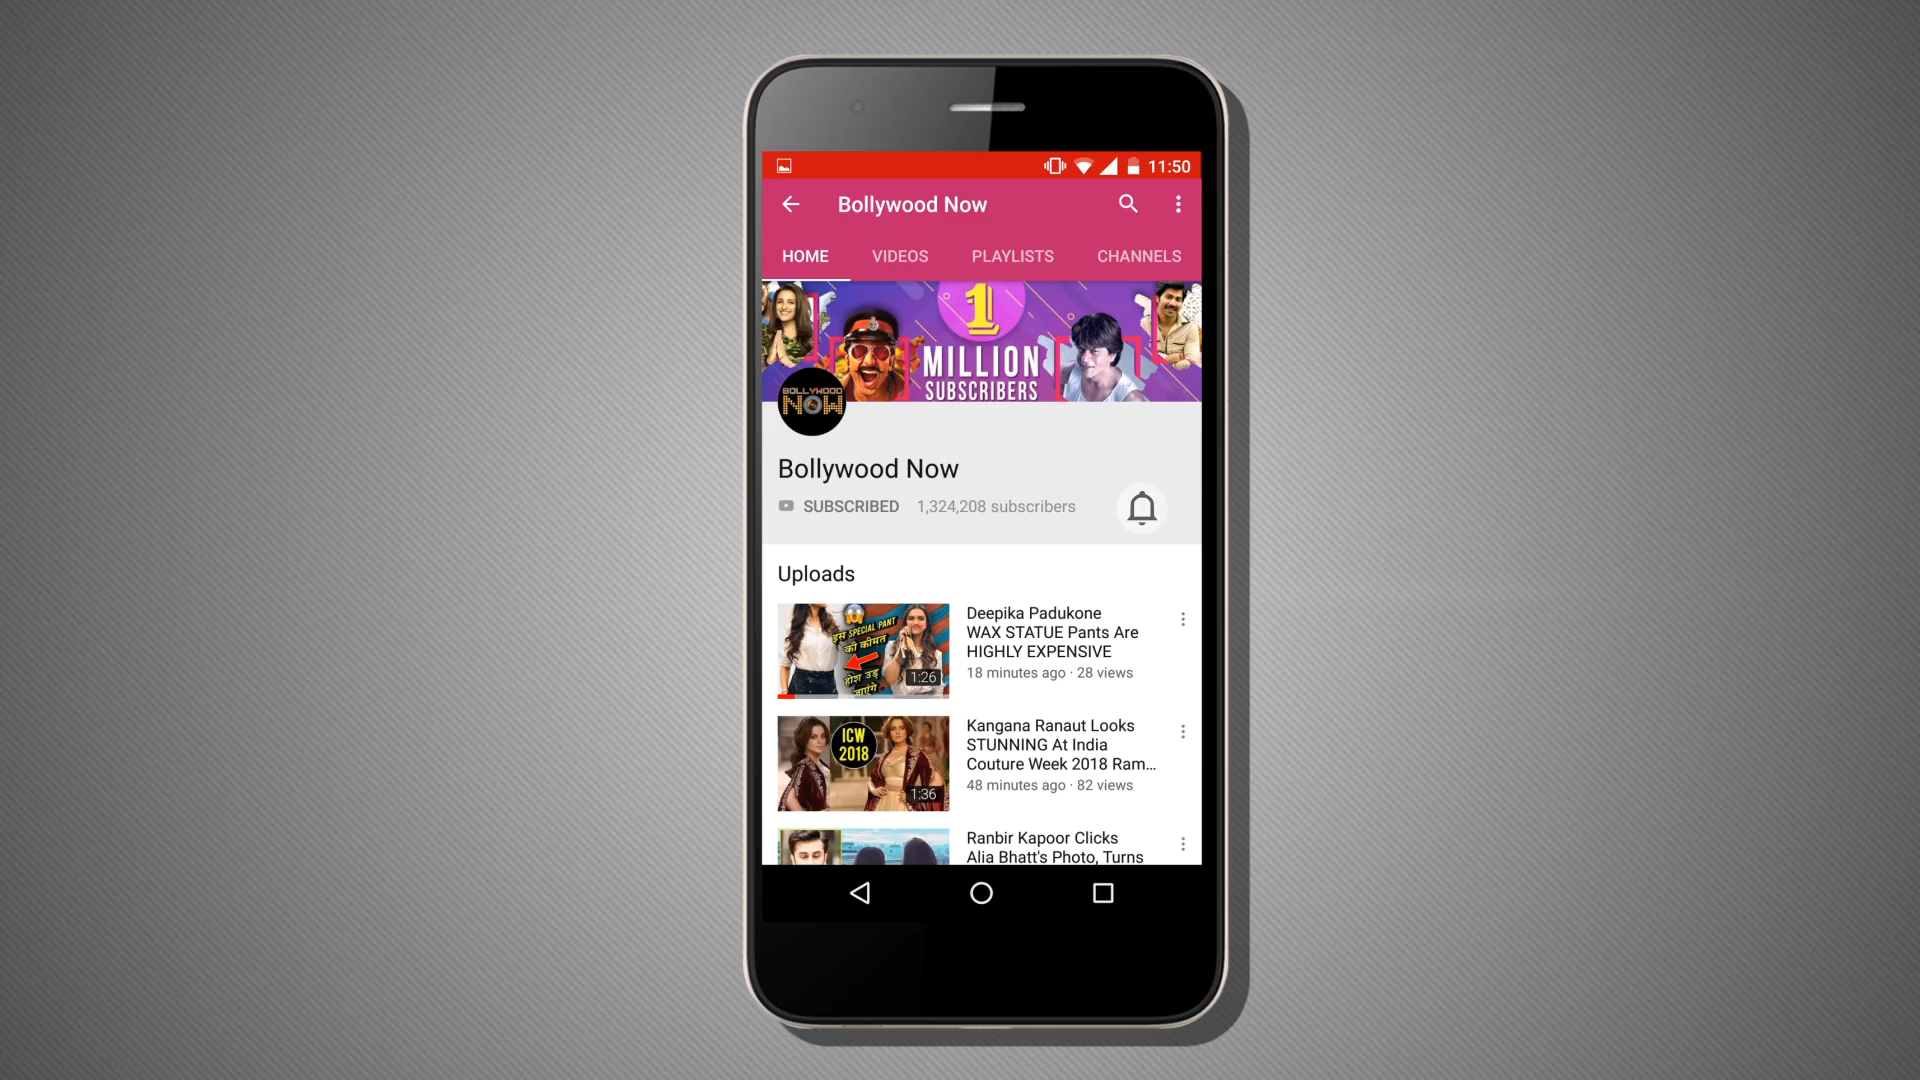 11:50
Bollywood Now
HOME VIDEOS PLAYLISTS CHANNELS
1
MILLION
SUBSCRIBERS
BOLLYWOOD
NOW
Bollywood Now
SUBSCRIBED 1,324,208 subscribers
Uploads
इस SPECIAL PANT
की कीमत
होश उड़
जाएंगे
1:26
Deepika Padukone
WAX STATUE Pants Are
HIGHLY EXPENSIVE
18 minutes ago · 28 views
ICW
2018
1:36
Kangana Ranaut Looks
STUNNING At India
Couture Week 2018 Ram...
48 minutes ago · 82 views
Ranbir Kapoor Clicks
Alia Bhatt's Photo, Turns